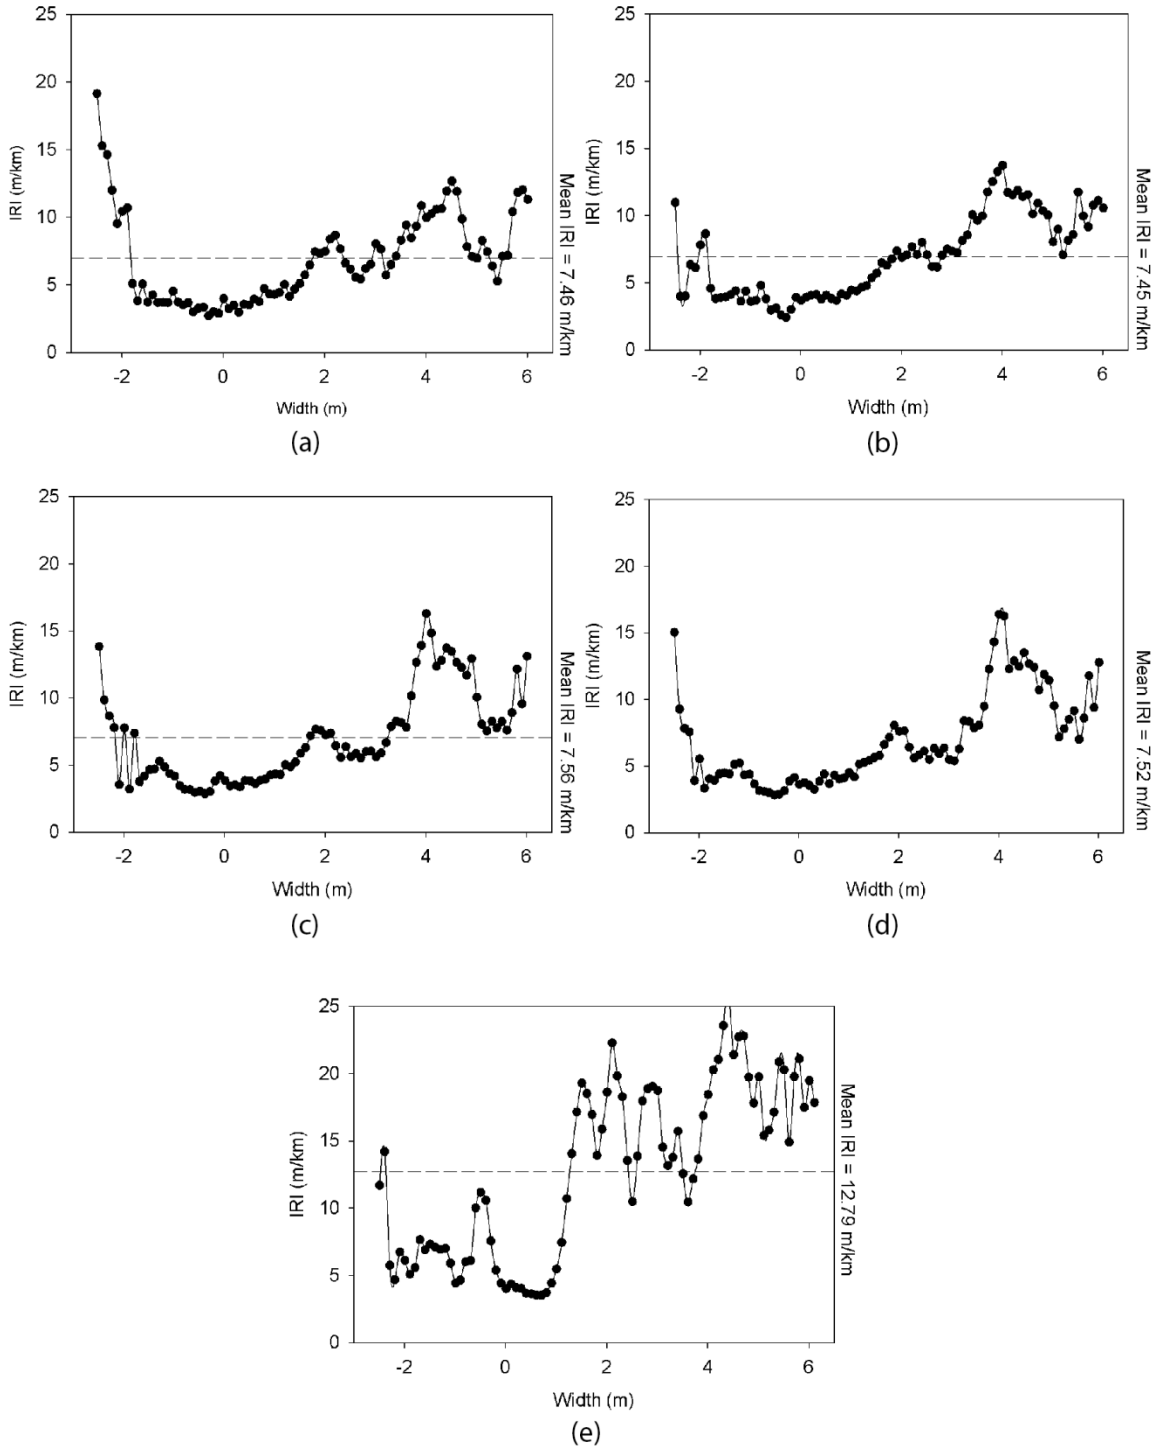 25
20
15
10
5
0
IRI (m/km)
-2 0 2 4 6
Width (m)
Mean IRI = 7.46 m/km
(a)
25
20
15
10
5
0
IRI (m/km)
-2 0 2 4 6
Width (m)
Mean IRI = 7.45 m/km
(b)
25
20
15
10
5
0
IRI (m/km)
-2 0 2 4 6
Width (m)
Mean IRI = 7.56 m/km
(c)
25
20
15
10
5
0
IRI (m/km)
-2 0 2 4 6
Width (m)
Mean IRI = 7.52 m/km
(d)
25
20
15
10
5
0
IRI (m/km)
-2 0 2 4 6
Width (m)
Mean IRI = 12.79 m/km
(e)